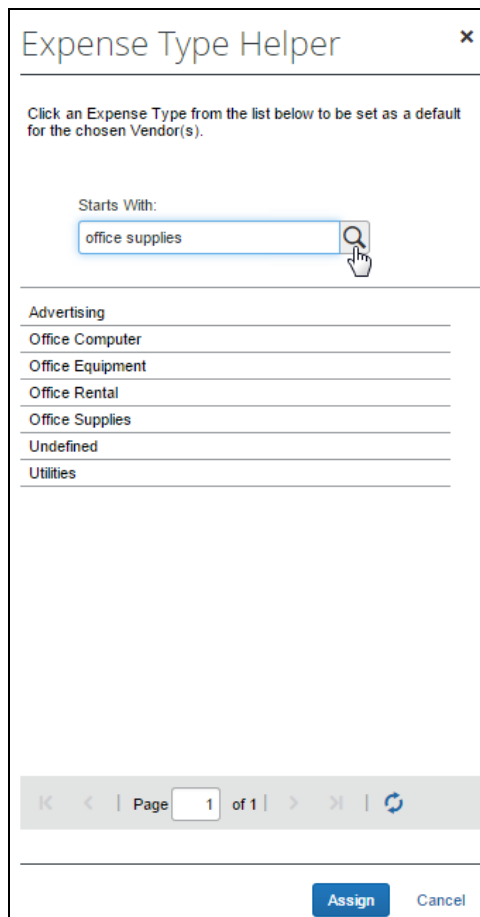 Expense Type Helper
×
Click an Expense Type from the list below to be set as a default
for the chosen Vendor(s).
Starts With:
office supplies
Advertising
Office Computer
Office Equipment
Office Rental
Office Supplies
Undefined
Utilities
Page 1 of 1
Assign Cancel